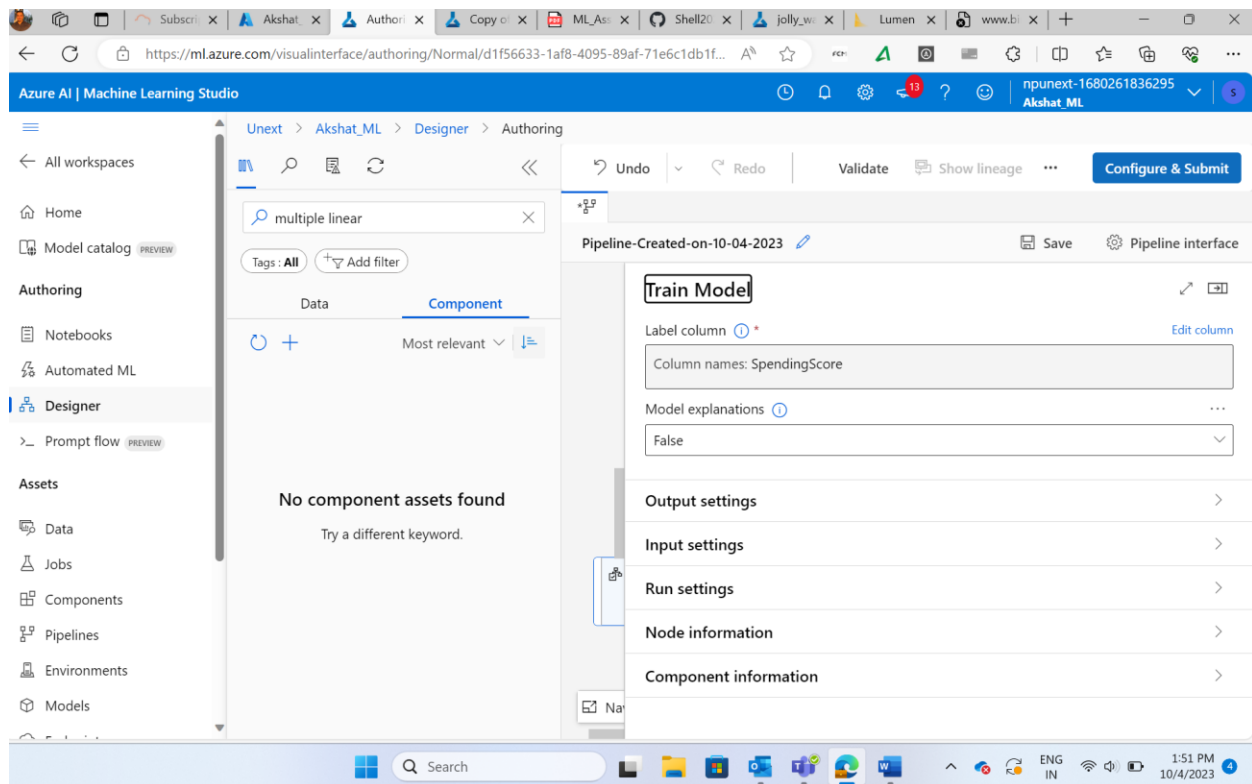 Subscri
Akshat_
Authori
Copy of
ML_Ass
Shell20
jolly_wa
Lumen
www.bi
https://ml.azure.com/visualinterface/authoring/Normal/d1f56633-1af8-4095-89af-71e6c1db1f...
Azure AI | Machine Learning Studio
13
npunext-1680261836295
Akshat_ML
S
Unext > Akshat_ML > Designer > Authoring
All workspaces
Home
Model catalog PREVIEW
Authoring
Notebooks
Automated ML
Designer
Prompt flow PREVIEW
Assets
Data
Jobs
Components
Pipelines
Environments
Models
multiple linear
Tags : All
Add filter
Data Component
Most relevant
No component assets found
Try a different keyword.
Undo Redo Validate Show lineage ... Configure & Submit
Pipeline-Created-on-10-04-2023 Save Pipeline interface
Train Model
Label column * Edit column
Column names: SpendingScore
Model explanations ...
False
Output settings
Input settings
Run settings
Node information
Component information
Nav
Search
ENG
IN
1:51 PM
10/4/2023
4